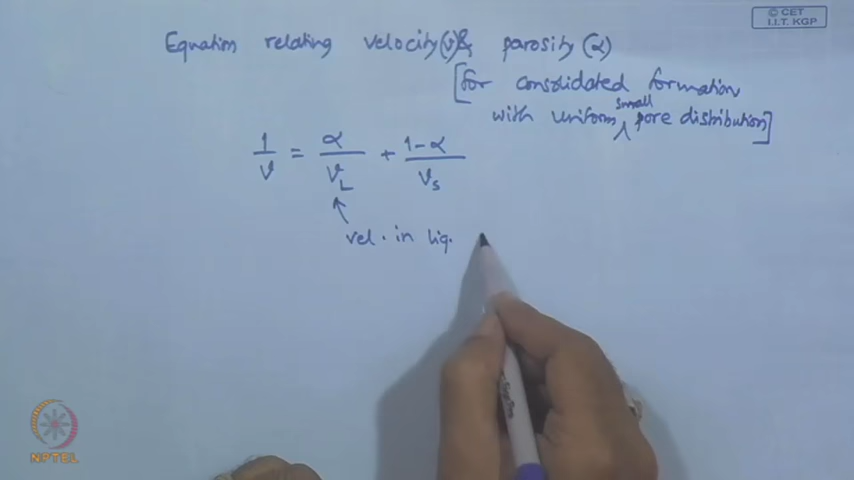 © CET
I.I.T. KGP
Equation relating velocity (v) & porosity (α)
[for consolidated formation
with uniform small pore distribution]
1/v = α/v_L + 1-α/v_s
vel. in liq.
NPTEL